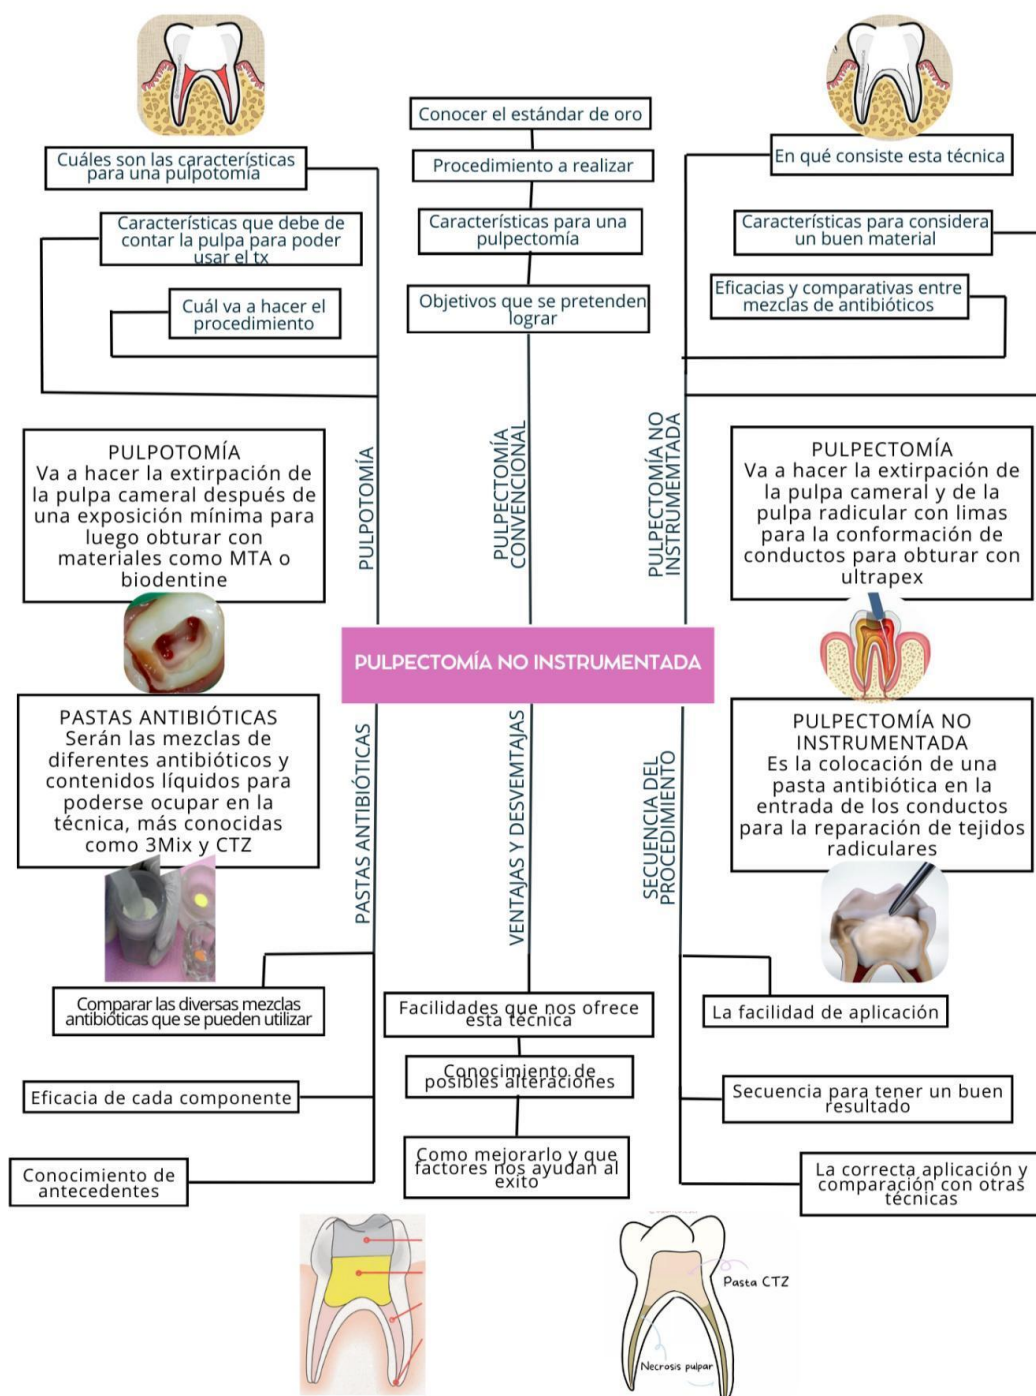 Conocer el estándar de oro
Cuáles son las características
para una pulpotomía
Procedimiento a realizar
En qué consiste esta técnica
Características que debe de
contar la pulpa para poder
usar el tx
Características para una
pulpectomía
Características para considera
un buen material
Cuál va a hacer el
procedimiento
Objetivos que se pretenden
lograr
Eficacias y comparativas entre
mezclas de antibióticos
PULPOTOMÍA
PULPECTOMÍA
CONVENCIONAL
PULPECTOMÍA NO
INSTRUMEMTADA
PULPOTOMÍA
Va a hacer la extirpación de
la pulpa cameral después de
una exposición mínima para
luego obturar con
materiales como MTA o
biodentine
PULPECTOMÍA
Va a hacer la extirpación de
la pulpa cameral y de la
pulpa radicular con limas
para la conformación de
conductos para obturar con
ultrapex
PULPECTOMÍA NO INSTRUMENTADA
PASTAS ANTIBIÓTICAS
Serán las mezclas de
diferentes antibióticos y
contenidos líquidos para
poderse ocupar en la
técnica, más conocidas
como 3Mix y CTZ
PASTAS ANTIBIÓTICAS
VENTAJAS Y DESVEMTAJAS
SECUENCIA DEL
PROCEDIMIENTO
PULPECTOMÍA NO
INSTRUMENTADA
Es la colocación de una
pasta antibiótica en la
entrada de los conductos
para la reparación de tejidos
radiculares
Comparar las diversas mezclas
antibióticas que se pueden utilizar
Facilidades que nos ofrece
esta técnica
La facilidad de aplicación
Eficacia de cada componente
Conocimiento de
posibles alteraciones
Secuencia para tener un buen
resultado
Conocimiento de
antecedentes
Como mejorarlo y que
factores nos ayudan al
exito
La correcta aplicación y
comparación con otras
técnicas
Pasta CTZ
Necrosis pulpar